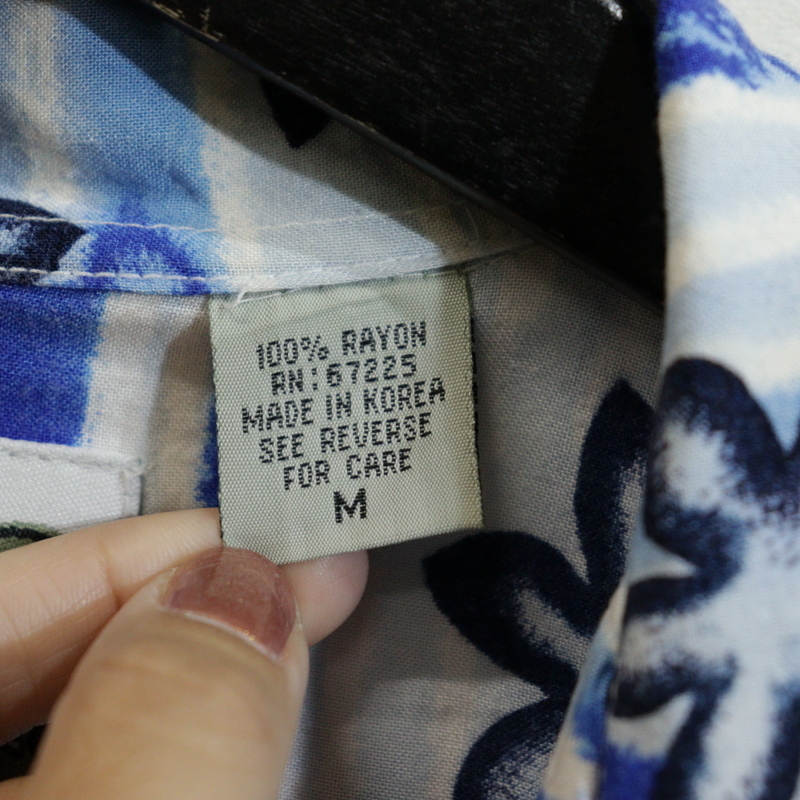 100% RAYON
RN:67225
MADE IN KOREA
SEE REVERSE
FOR CARE
M